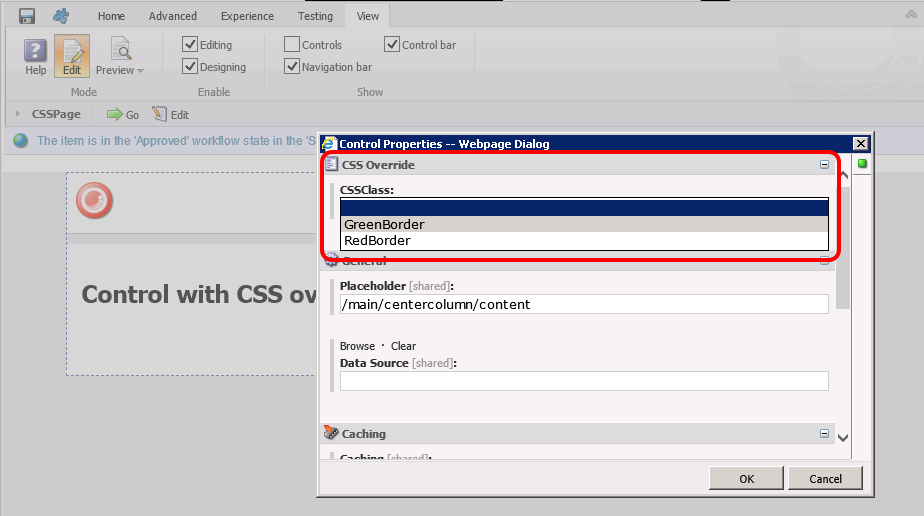 Home Advanced Experience Testing View
Editing Controls Control bar
Help Edit Preview Designing Navigation bar
Mode Enable Show
CSSPage Go Edit
The item is in the 'Approved' workflow state in the 'S
Control Properties -- Webpage Dialog
CSS Override
CSSClass:
GreenBorder
RedBorder
General
Placeholder [shared]:
/main/centercolumn/content
Control with CSS ov
Browse · Clear
Data Source [shared]:
Caching
Caching [shared]:
OK Cancel